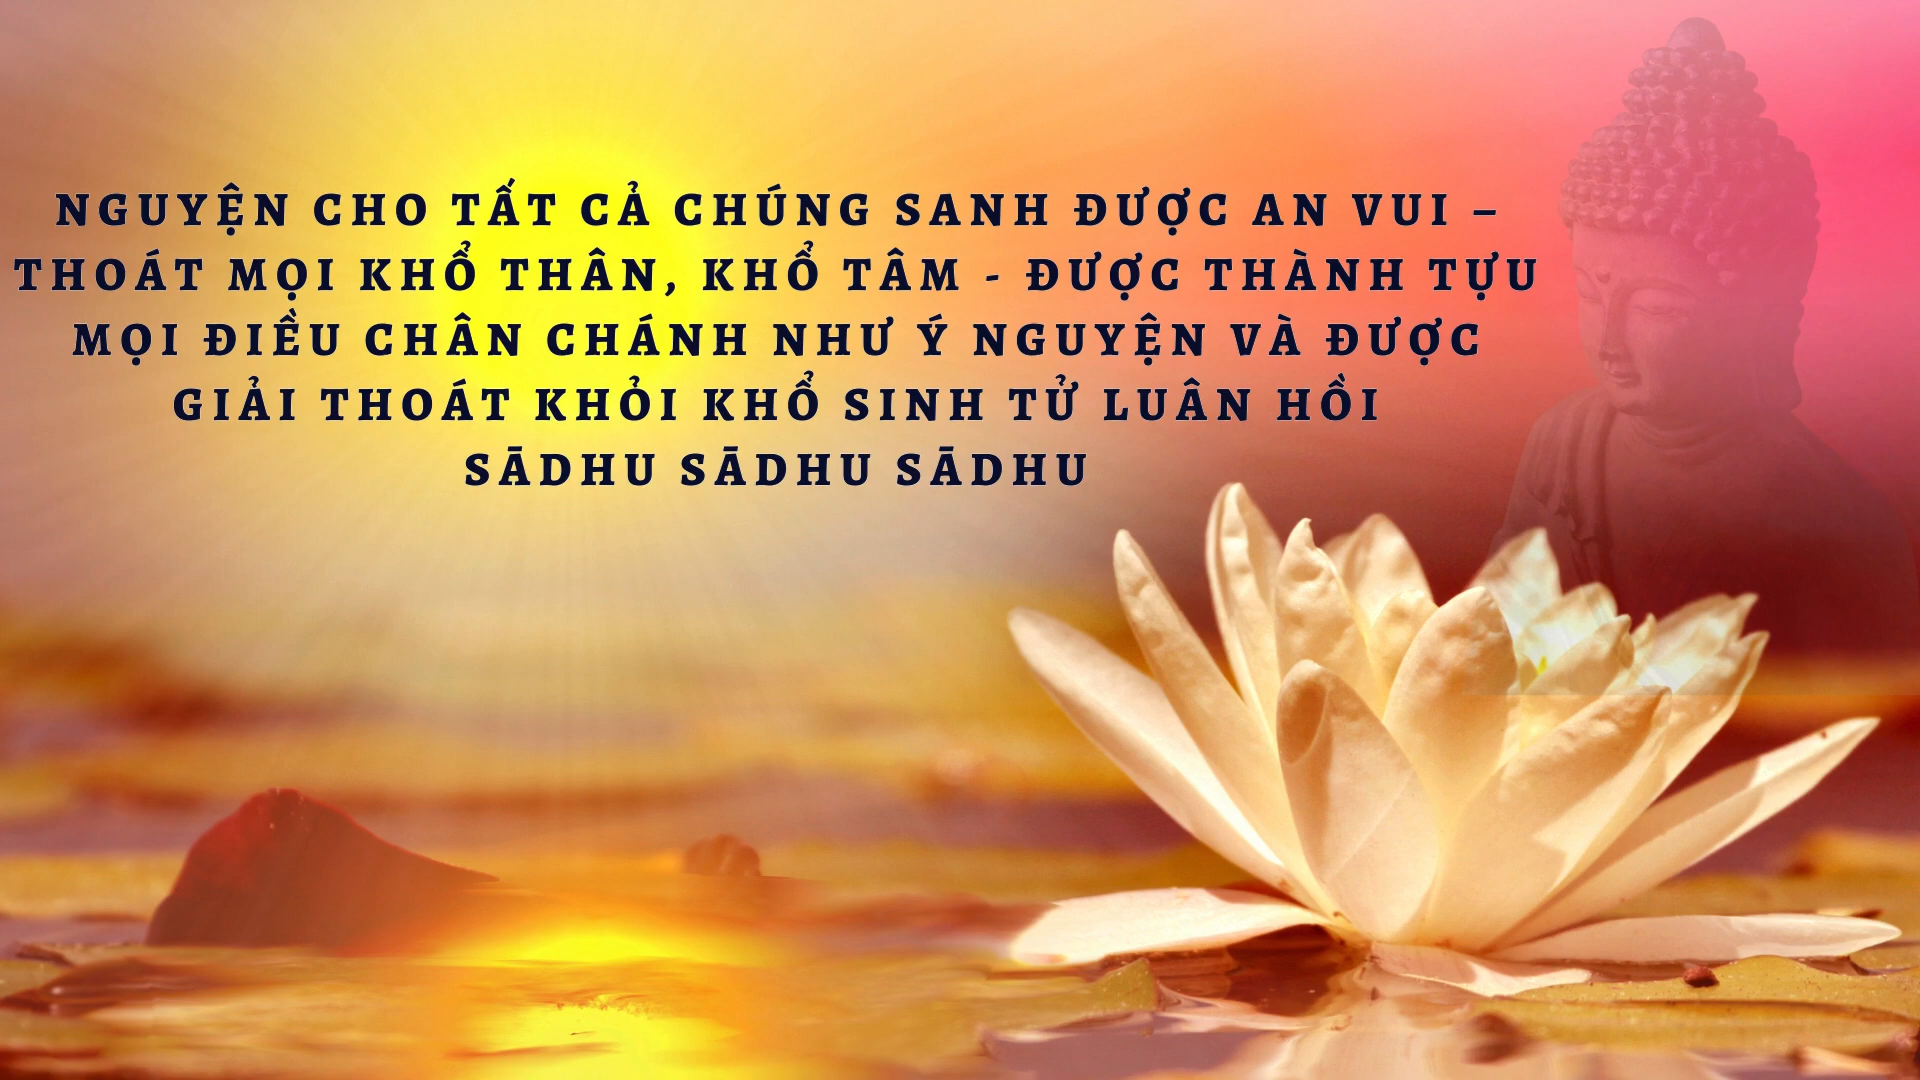 NGUYỆN CHO TẤT CẢ CHÚNG SANH ĐƯỢC AN VUI –
THOÁT MỌI KHỔ THÂN, KHỔ TÂM - ĐƯỢC THÀNH TỰU
MỌI ĐIỀU CHÂN CHÁNH NHƯ Ý NGUYỆN VÀ ĐƯỢC
GIẢI THOÁT KHỎI KHỔ SINH TỬ LUÂN HỒI
SĀDHU SĀDHU SĀDHU